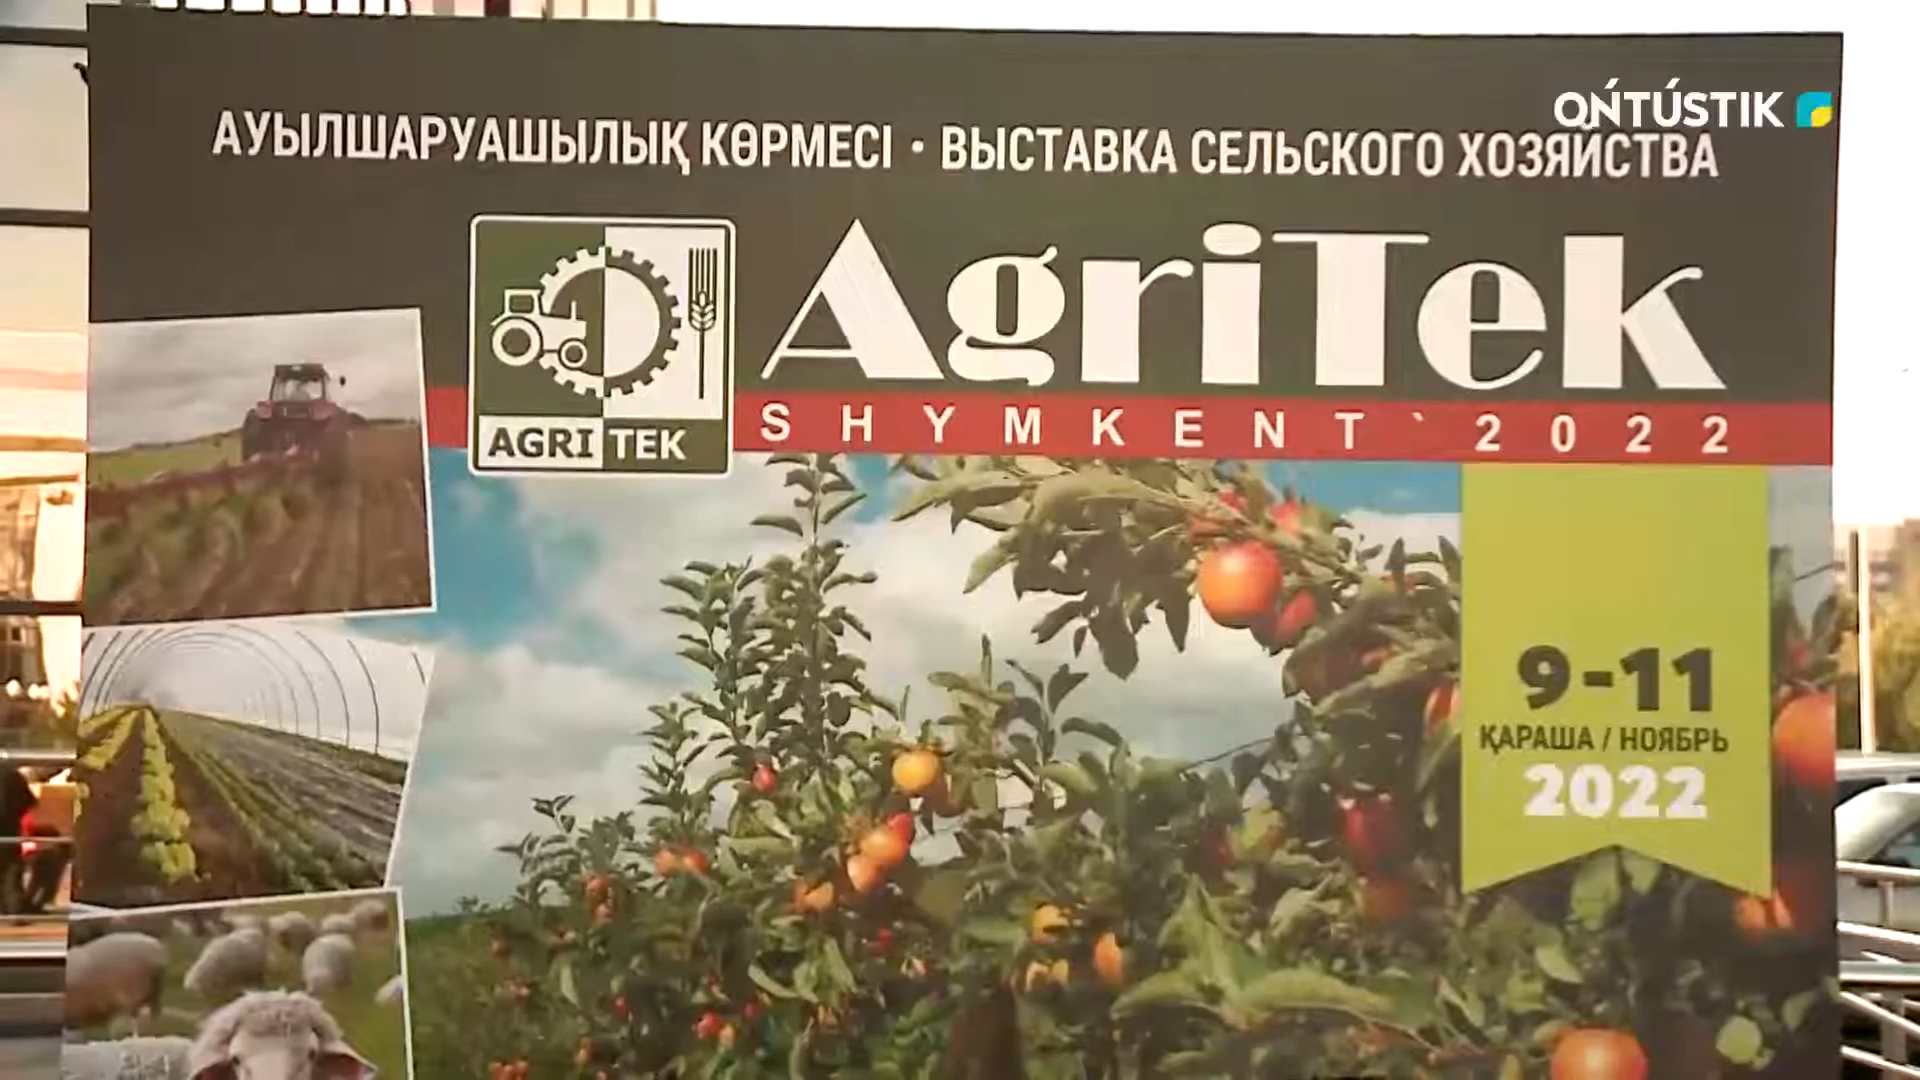 OŃTÚSTIK
АУЫЛШАРУАШЫЛЫҚ КӨРМЕСІ • ВЫСТАВКА СЕЛЬСКОГО ХОЗЯЙСТВА
AgriTek
AGRI TEK
SHYMKENT`2022
9-11
ҚАРАША / НОЯБРЬ
2022